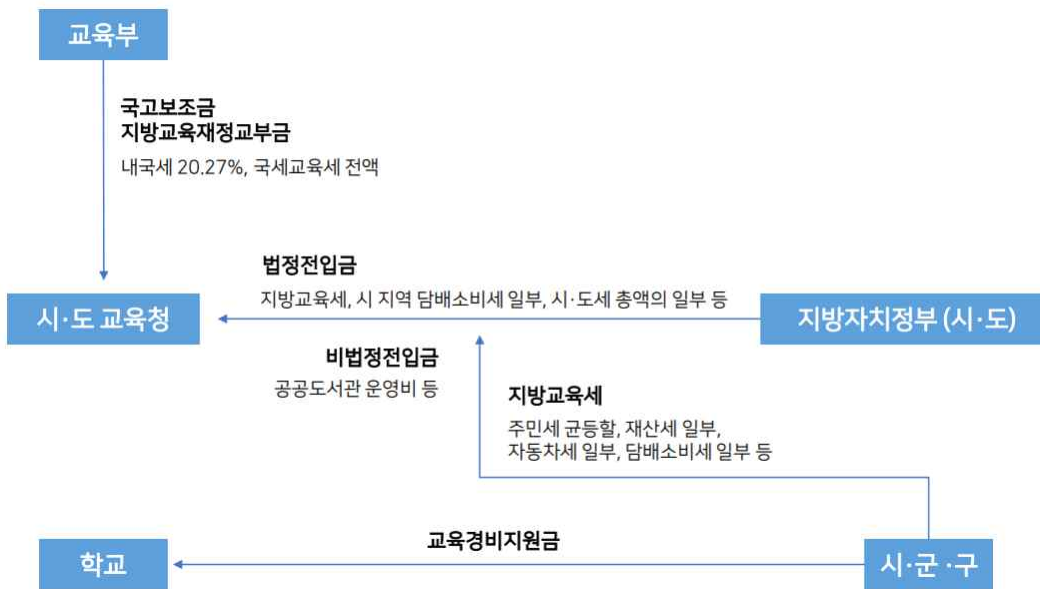 교육부
국고보조금
지방교육재정교부금
내국세 20.27%, 국세교육세 전액
법정전입금
지방교육세, 시 지역 담배소비세 일부, 시·도세 총액의 일부 등
시·도 교육청
지방자치정부 (시·도)
비법정전입금
공공도서관 운영비 등
지방교육세
주민세 균등할, 재산세 일부,
자동차세 일부, 담배소비세 일부 등
교육경비지원금
학교
시·군·구